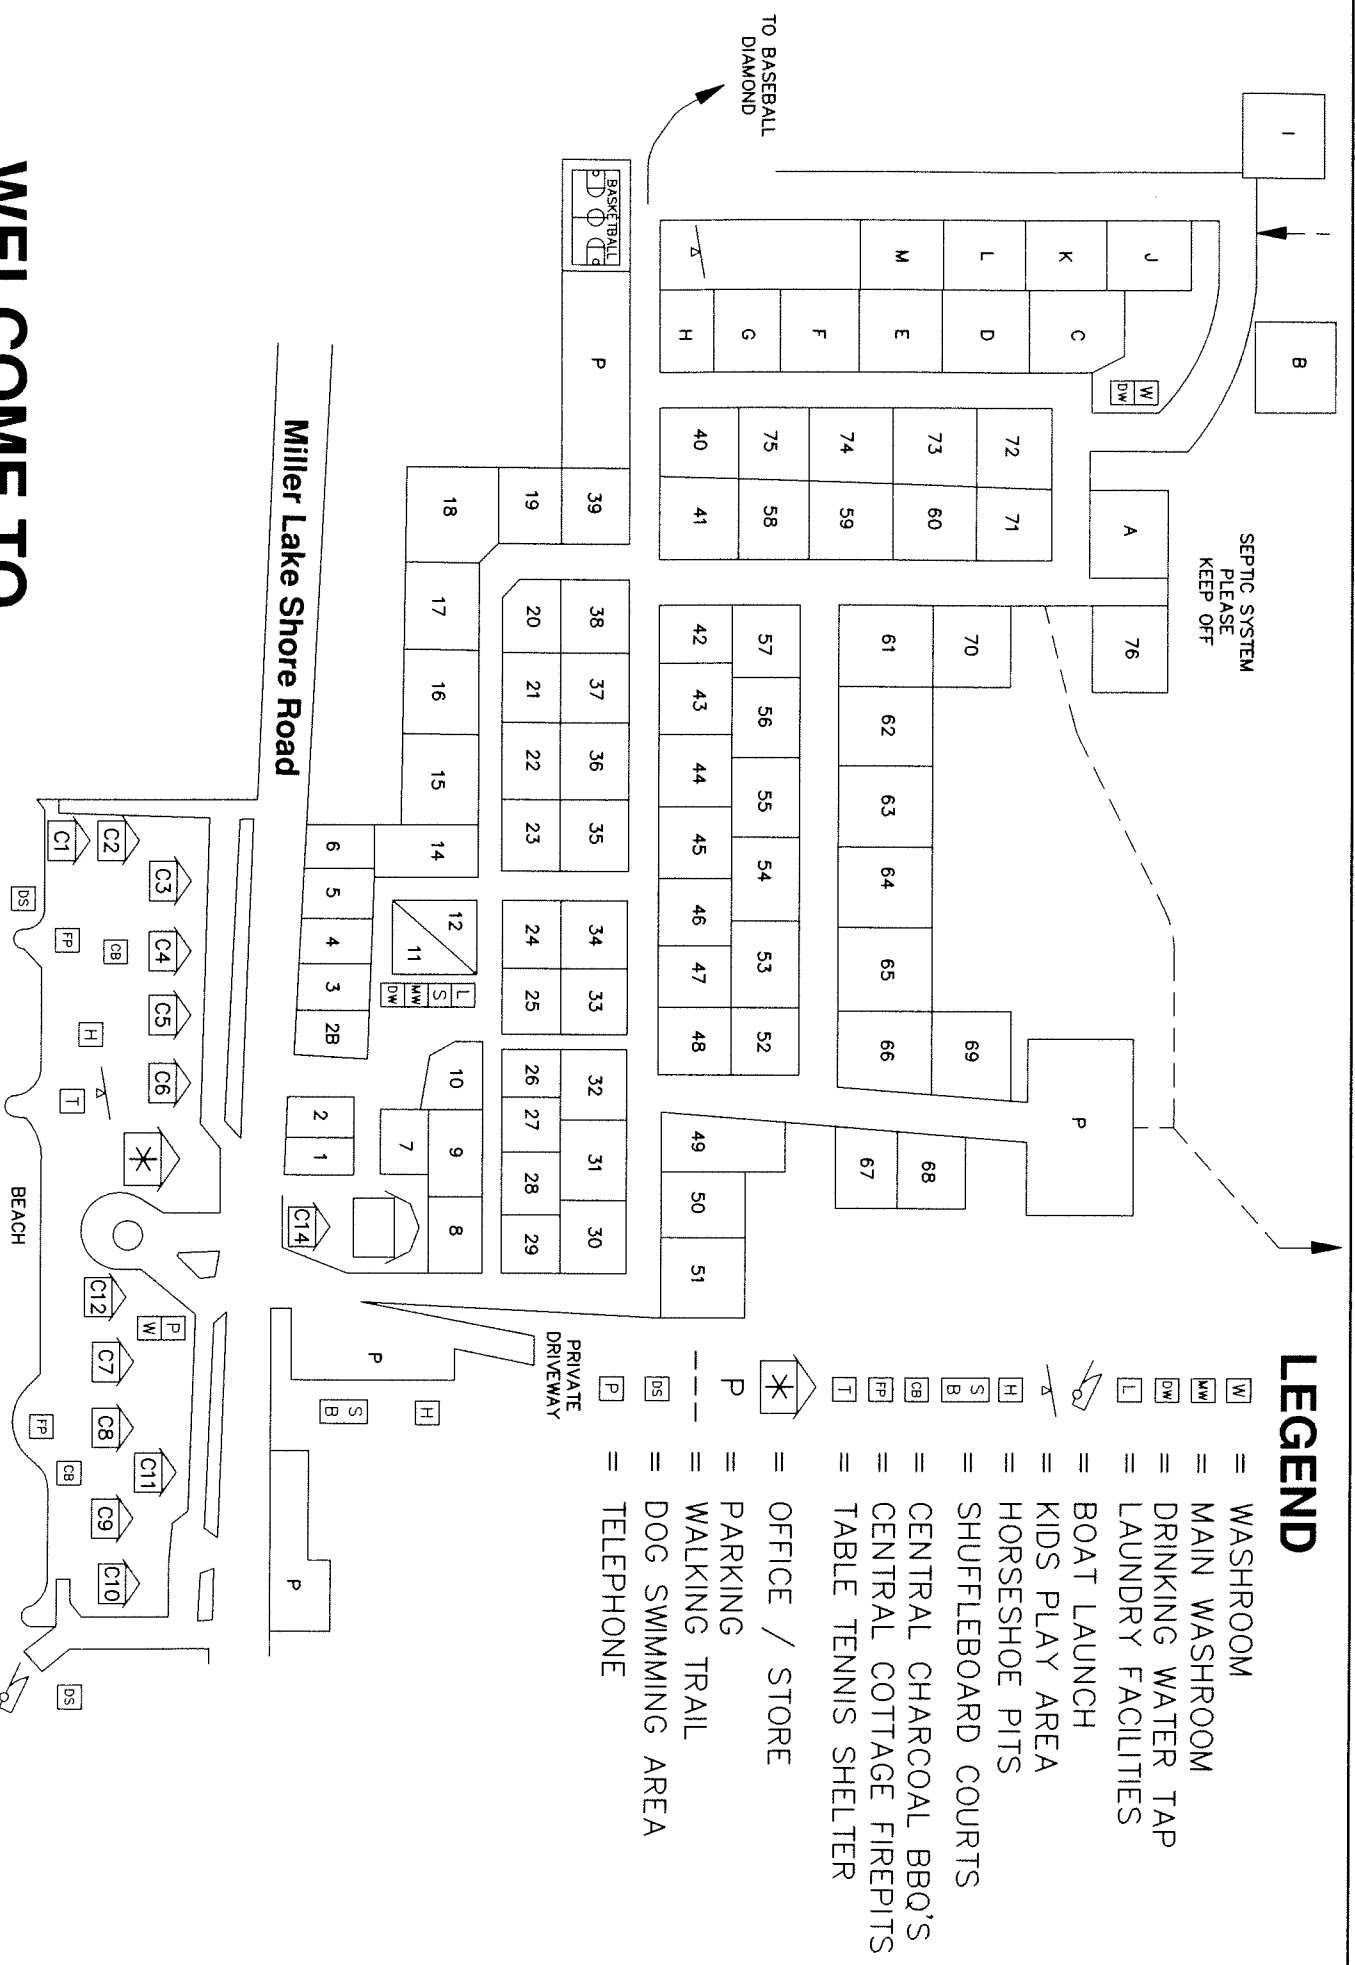 TO BASEBALL
DIAMOND
I
B
SEPTIC SYSTEM
PLEASE
KEEP OFF
J
K
L
M
C
D
E
F
G
H
W
DW
A
76
BASKETBALL
P
72
73
74
75
40
71
60
59
58
41
39
19
18
17
16
15
14
38
37
36
35
20
21
22
23
57
56
55
54
53
52
42
43
44
45
46
47
48
70
61
62
63
64
65
66
69
P
68
67
49
50
51
34
33
24
25
32
31
30
26
27
28
29
12
11
L
S
MW
DW
10
9
8
7
6
5
4
3
2B
2
1
C14
Miller Lake Shore Road
C1
C2
C3
C4
C5
C6
DS
FP
CB
H
T
BEACH
C12
P
W
C7
C8
C11
C9
C10
FP
CB
DS
PRIVATE
DRIVEWAY
P
S
B
H
P
LEGEND
W = WASHROOM
MW = MAIN WASHROOM
DW = DRINKING WATER TAP
L = LAUNDRY FACILITIES
= BOAT LAUNCH
= KIDS PLAY AREA
H = HORSESHOE PITS
S B = SHUFFLEBOARD COURTS
CB = CENTRAL CHARCOAL BBQ'S
FP = CENTRAL COTTAGE FIREPITS
T = TABLE TENNIS SHELTER
= OFFICE / STORE
P = PARKING
--- = WALKING TRAIL
DS = DOG SWIMMING AREA
P = TELEPHONE
WELCOME TO